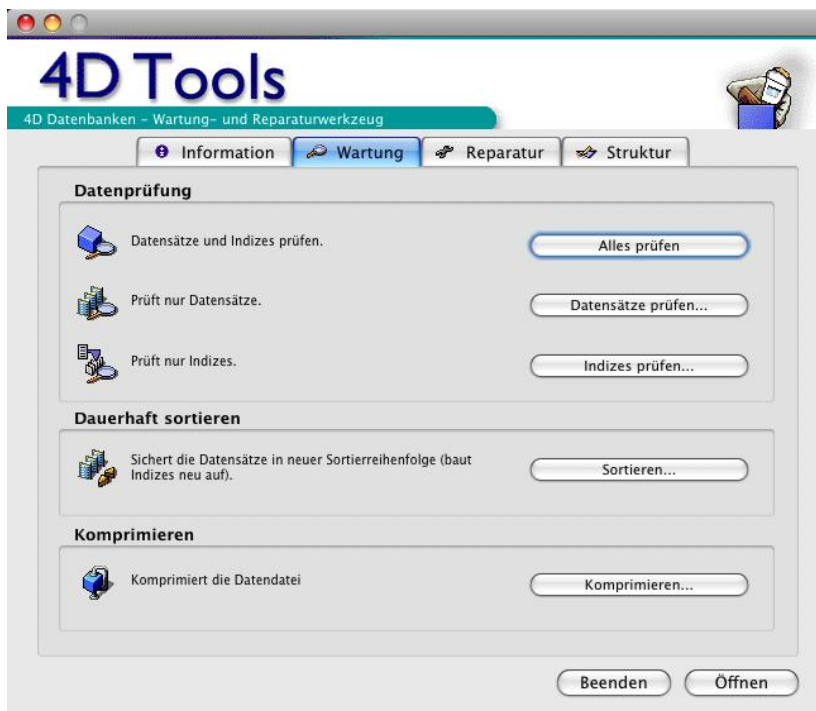 4D Tools
4D Datenbanken – Wartung- und Reparaturwerkzeug
Information Wartung Reparatur Struktur
Datenprüfung
Datensätze und Indizes prüfen. Alles prüfen
Prüft nur Datensätze. Datensätze prüfen...
Prüft nur Indizes. Indizes prüfen...
Dauerhaft sortieren
Sichert die Datensätze in neuer Sortierreihenfolge (baut
Indizes neu auf). Sortieren...
Komprimieren
Komprimiert die Datendatei Komprimieren...
Beenden Öffnen